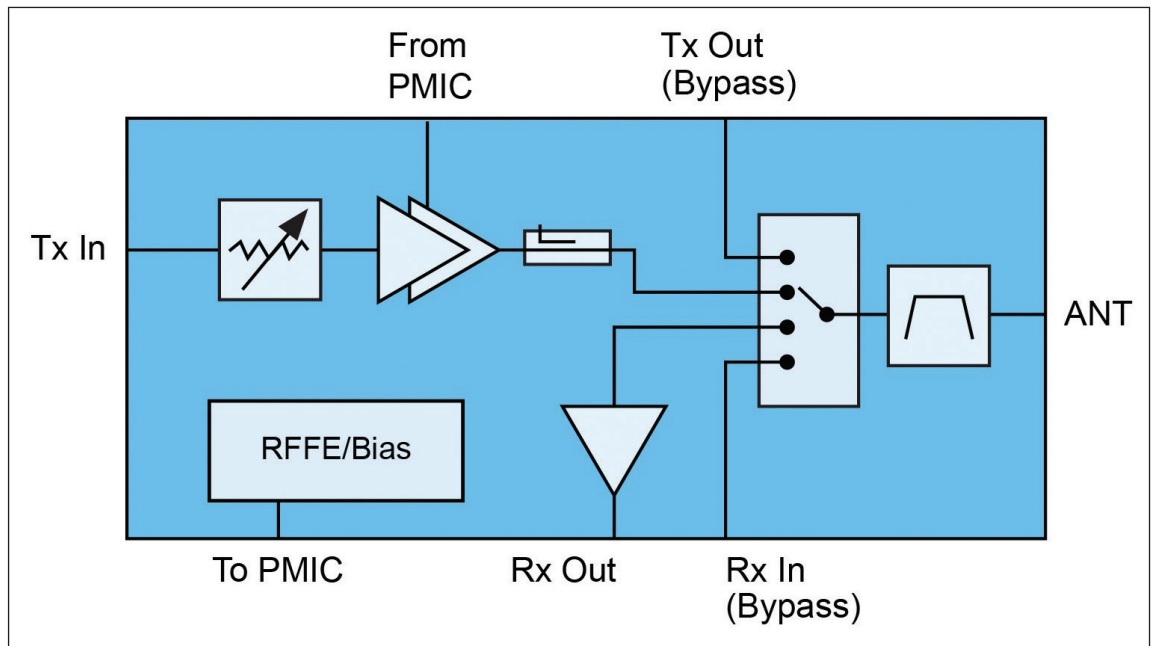 From
PMIC
Tx Out
(Bypass)
Tx In
ANT
RFFE/Bias
To PMIC
Rx Out
Rx In
(Bypass)